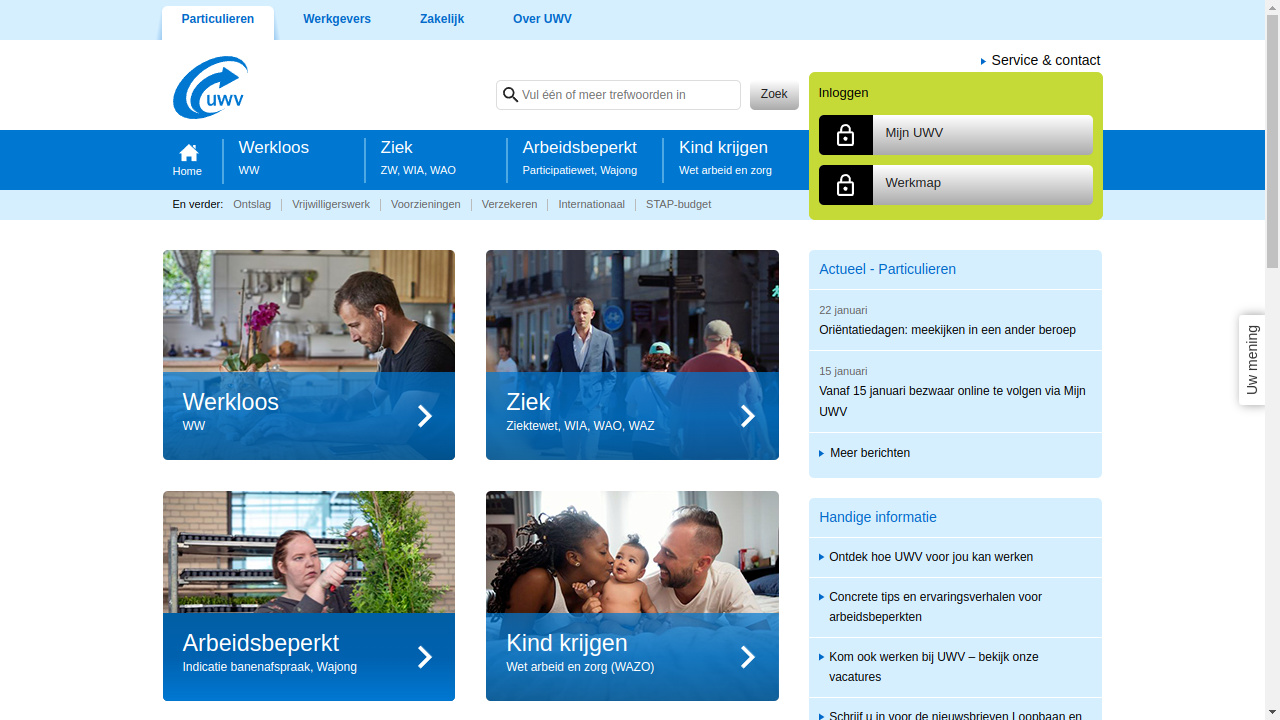 Particulieren
Werkgevers
Zakelijk
Over UWV
Service & contact
uwv
Vul één of meer trefwoorden in
Zoek
Inloggen
Mijn UWV
Werkmap
Home
Werkloos
WW
Ziek
ZW, WIA, WAO
Arbeidsbeperkt
Participatiewet, Wajong
Kind krijgen
Wet arbeid en zorg
En verder: Ontslag Vrijwilligerswerk Voorzieningen Verzekeren Internationaal STAP-budget
Werkloos
WW
Ziek
Ziektewet, WIA, WAO, WAZ
Arbeidsbeperkt
Indicatie banenafspraak, Wajong
Kind krijgen
Wet arbeid en zorg (WAZO)
Actueel - Particulieren
22 januari
Oriëntatiedagen: meekijken in een ander beroep
15 januari
Vanaf 15 januari bezwaar online te volgen via Mijn
UWV
Meer berichten
Handige informatie
Ontdek hoe UWV voor jou kan werken
Concrete tips en ervaringsverhalen voor
arbeidsbeperkten
Kom ook werken bij UWV – bekijk onze
vacatures
Schrijf u in voor de nieuwsbrieven Loopbaan en
Uw mening